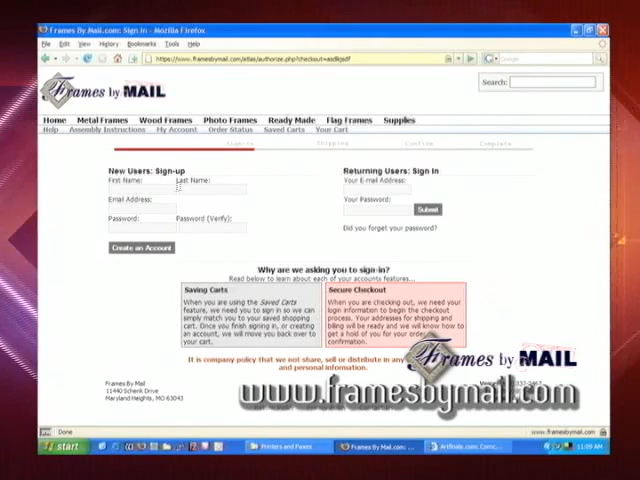 Frames By Mail.com: Sign In - Mozilla Firefox
File Edit View History Bookmarks Tools Help
Google
Frames by MAIL
Search:
Home Metal Frames Wood Frames Photo Frames Ready Made Flag Frames Supplies
Help Assembly Instructions My Account Order Status Saved Carts Your Cart
Sign-in Shipping Confirm Complete
New Users: Sign-up
First Name: Last Name:
Email Address:
Password: Password (Verify):
Create an Account
Returning Users: Sign In
Your E-mail Address:
Your Password:
Submit
Did you forget your password?
Why are we asking you to sign-in?
Read below to learn about each of your accounts features...
Saving Carts
When you are using the Saved Carts
feature, we need you to sign in so we can
simply match you to your saved shopping
cart. Once you finish signing in, or creating
an account, we will move you back over to
your cart.
Secure Checkout
When you are checking out, we need your
login information to begin the checkout
process. Your addresses for shipping and
billing will be ready and we will know how to
get a hold of you for your order
confirmation.
It is company policy that we not share, sell or distribute in any
and personal information.
Frames by MAIL
www.framesbymail.com
Frames By Mail
11440 Schenk Drive
Maryland Heights, MO 63043
Done
www.framesbymail.com
start
Printers and Faxes
Frames By Mail.com: ...
11:09 AM